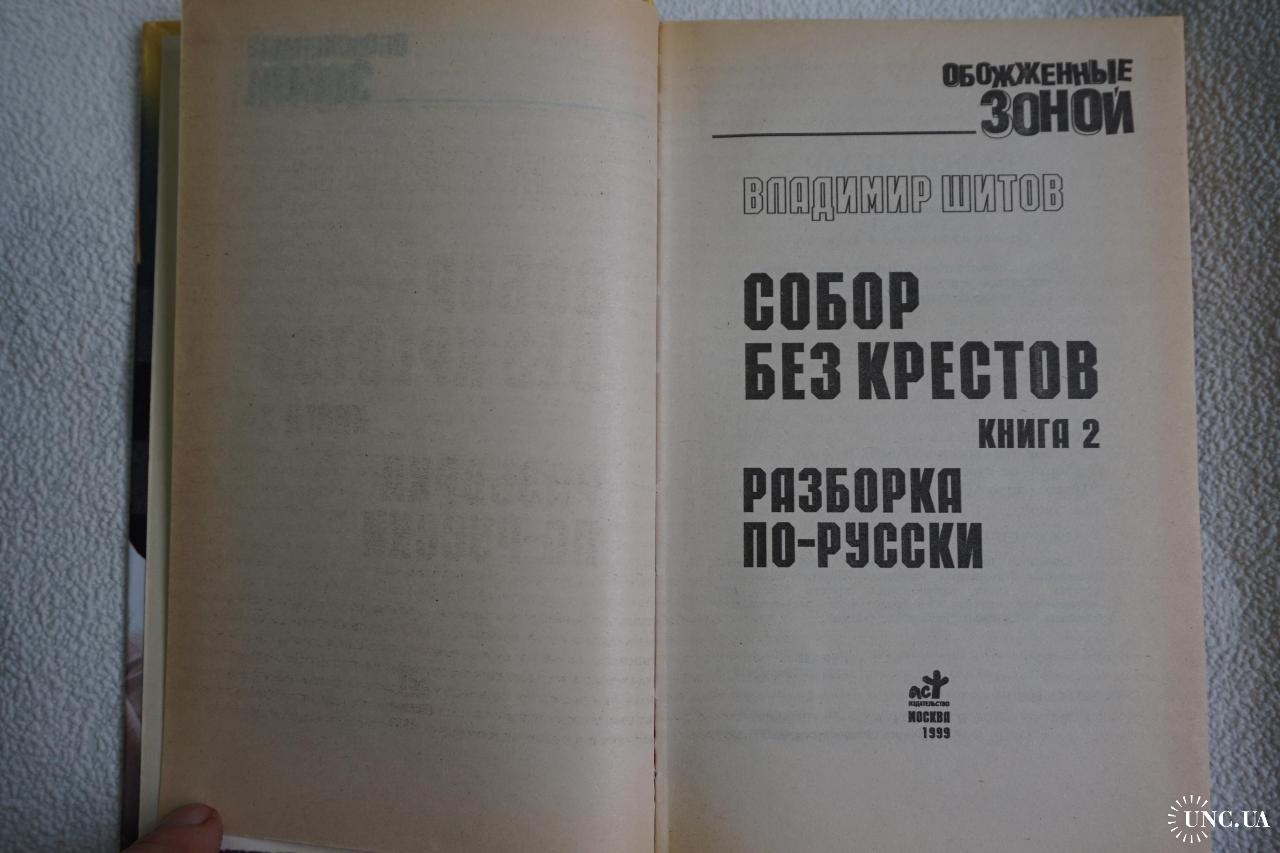 ОБОЖЖЕННЫЕ
ЗОНОЙ
ВЛАДИМИР ШИТОВ
СОБОР
БЕЗ КРЕСТОВ
КНИГА 2
РАЗБОРКА
ПО-РУССКИ
аст
ИЗДАТЕЛЬСТВО
МОСКВА
1999
UNC.UA